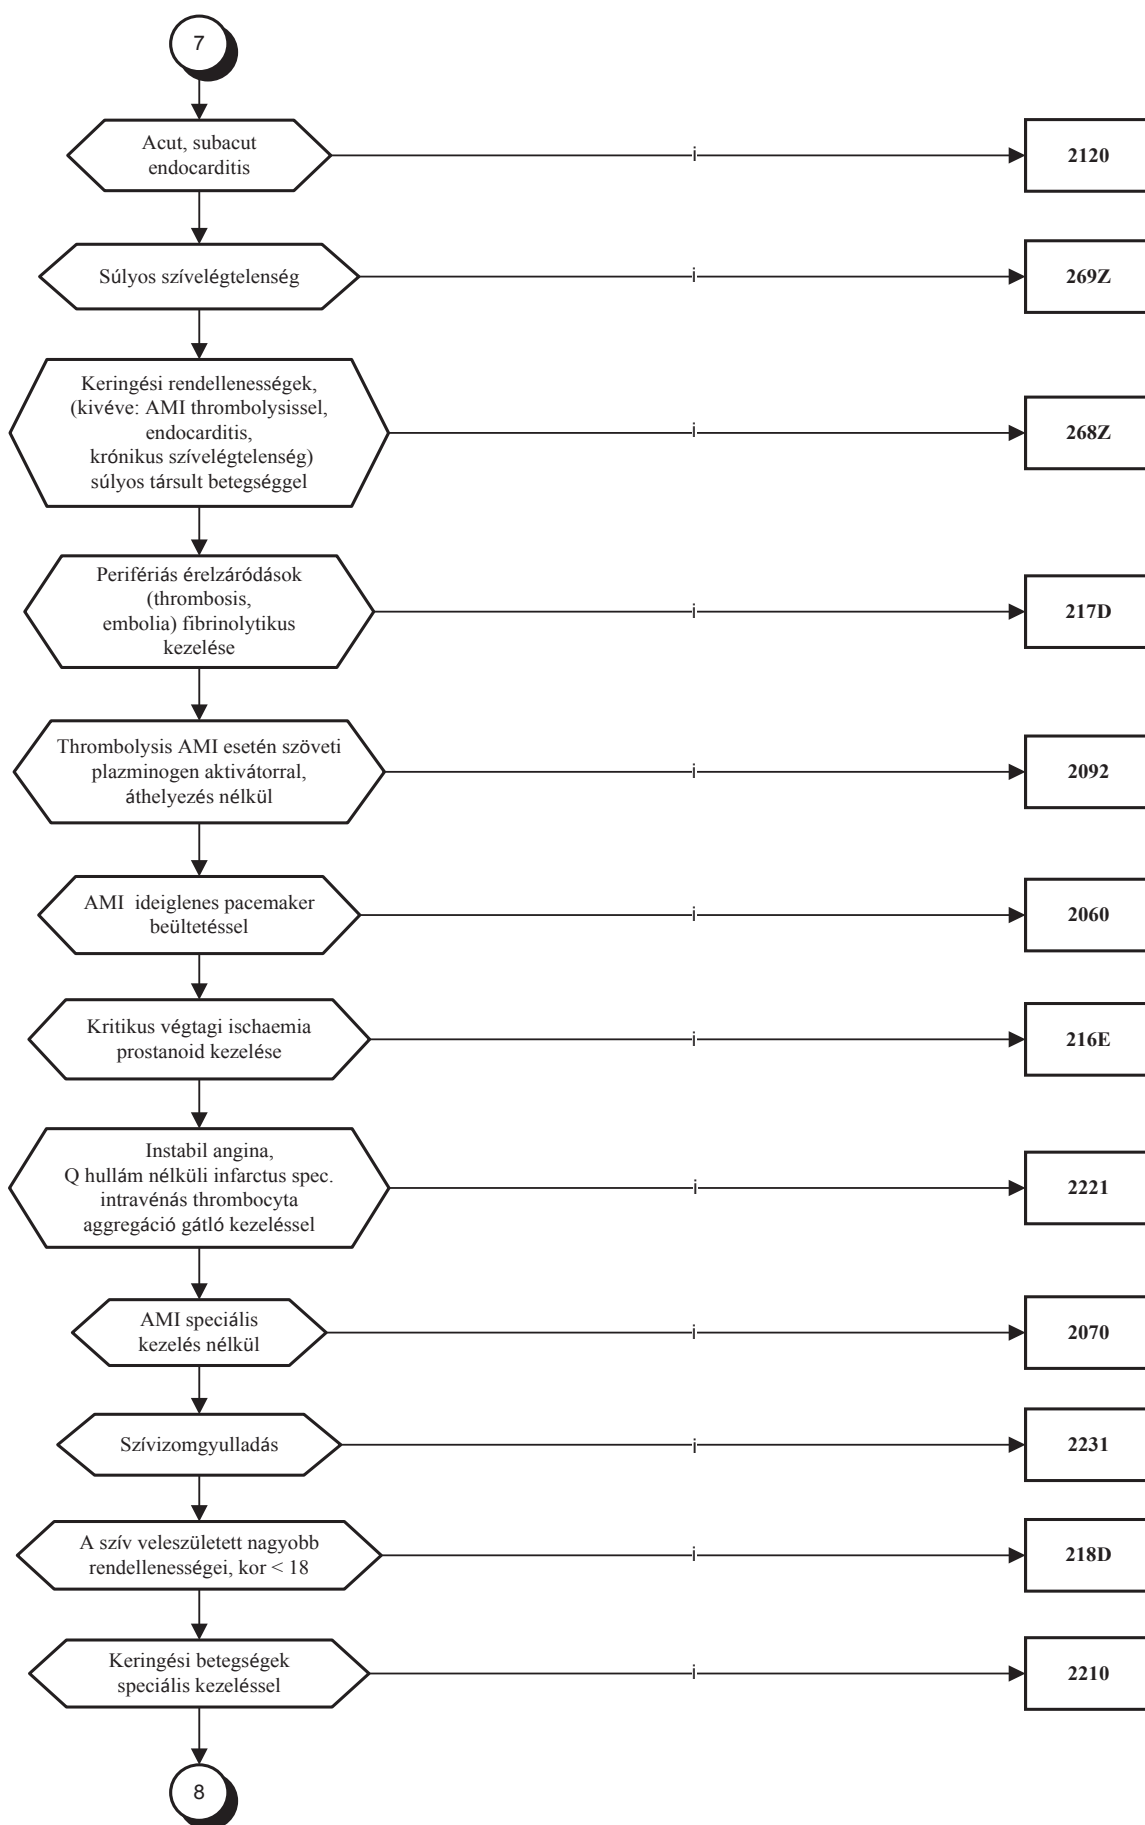 7
Acut, subacut
endocarditis
i
2120
Súlyos szívelégtelenség
i
269Z
Keringési rendellenességek,
(kivéve: AMI thrombolysissel,
endocarditis,
krónikus szívelégtelenség)
súlyos társult betegséggel
i
268Z
Perifériás érelzáródások
(thrombosis,
embolia) fibrinolytikus
kezelése
i
217D
Thrombolysis AMI esetén szöveti
plazminogen aktivátorral,
áthelyezés nélkül
i
2092
AMI ideiglenes pacemaker
beültetéssel
i
2060
Kritikus végtagi ischaemia
prostanoid kezelése
i
216E
Instabil angina,
Q hullám nélküli infarctus spec.
intravénás thrombocyta
aggregáció gátló kezeléssel
i
2221
AMI speciális
kezelés nélkül
i
2070
Szívizomgyulladás
i
2231
A szív veleszületett nagyobb
rendellenességei, kor < 18
i
218D
Keringési betegségek
speciális kezeléssel
i
2210
8